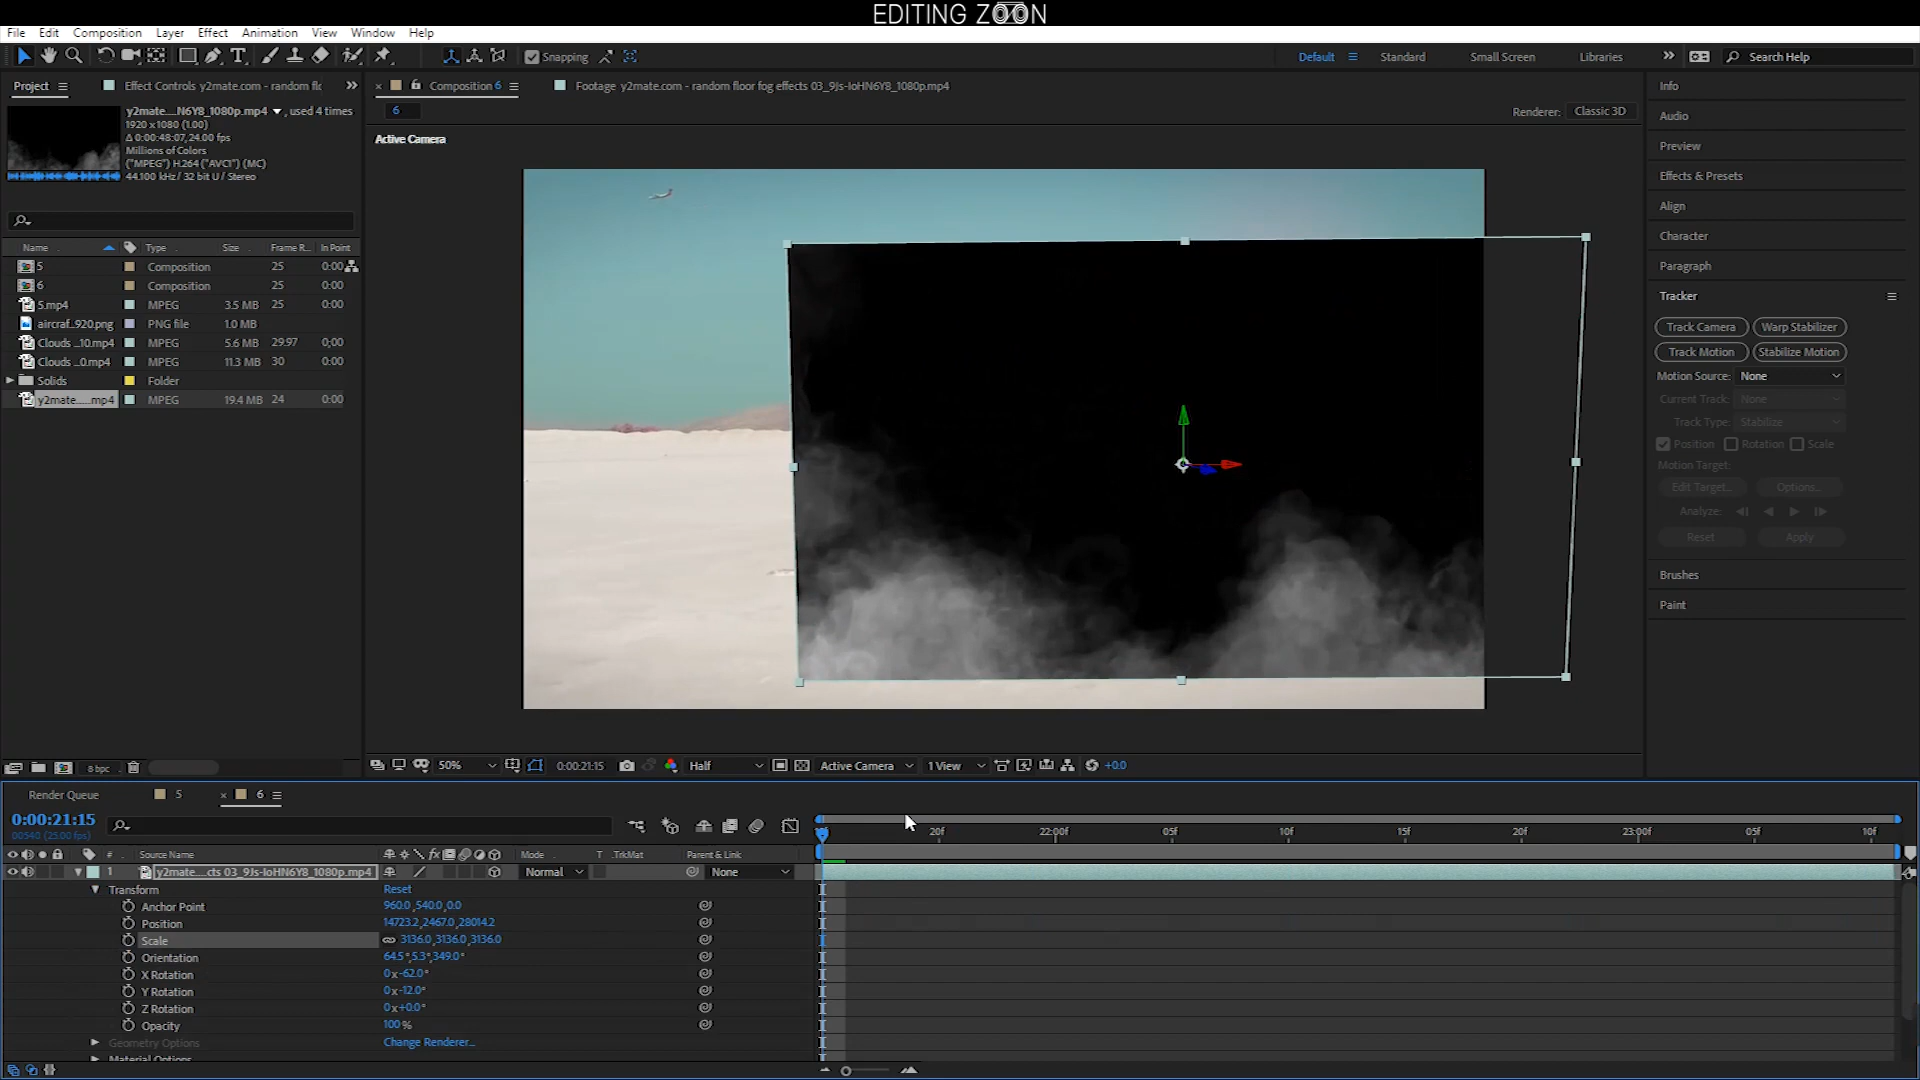 EDITING ZOON
File Edit Composition Layer Effect Animation View Window Help
Snapping Default Standard Small Screen Libraries Search Help
Project Effect Controls y2mate.com - random flc Composition 6 Footage y2mate.com - random floor fog effects 03_9Js-IoHN6Y8_1080p.mp4 Info
y2mate.....N6Y8_1080p.mp4 , used 4 times 6 Renderer: Classic 3D
1920 x 1080 (1.00) Audio
Δ 0:00:48:07, 24.00 fps Active Camera
Millions of Colors Preview
("MPEG") H.264 ("AVC1") (MC)
44.100 kHz / 32 bit U / Stereo Effects & Presets
Align
Character
Name Type Size Frame R... In Point
5 Composition 25 0:00 Paragraph
6 Composition 25 0:00 Tracker
5.mp4 MPEG 3.5 MB 25 0:00
aircraf...920.png PNG file 1.0 MB Track Camera Warp Stabilizer
Clouds ...10.mp4 MPEG 5.6 MB 29.97 0;00 Track Motion Stabilize Motion
Clouds ...0.mp4 MPEG 11.3 MB 30 0:00
Solids Folder Motion Source: None
y2mate......mp4 MPEG 19.4 MB 24 0:00 Current Track: None
Track Type: Stabilize
Position Rotation Scale
Motion Target:
Edit Target... Options...
Analyze:
Reset Apply
Brushes
Paint
8 bpc 50% 0:00:21:15 Half Active Camera 1 View +0.0
Render Queue 5 6
0:00:21:15
00540 (25.00 fps) 20f 22:00f 05f 10f 15f 20f 23:00f 05f 10f
# Source Name fx Mode T .TrkMat Parent & Link
1 y2mate.....cts 03_9Js-IoHN6Y8_1080p.mp4 Normal None
Transform Reset
Anchor Point 960.0,540.0,0.0
Position 14723.2,2467.0,28014.2
Scale 3136.0,3136.0,3136.0
Orientation 64.5°,5.3°,349.0°
X Rotation 0x-62.0°
Y Rotation 0x-12.0°
Z Rotation 0x+0.0°
Opacity 100%
Geometry Options Change Renderer...
Material Options